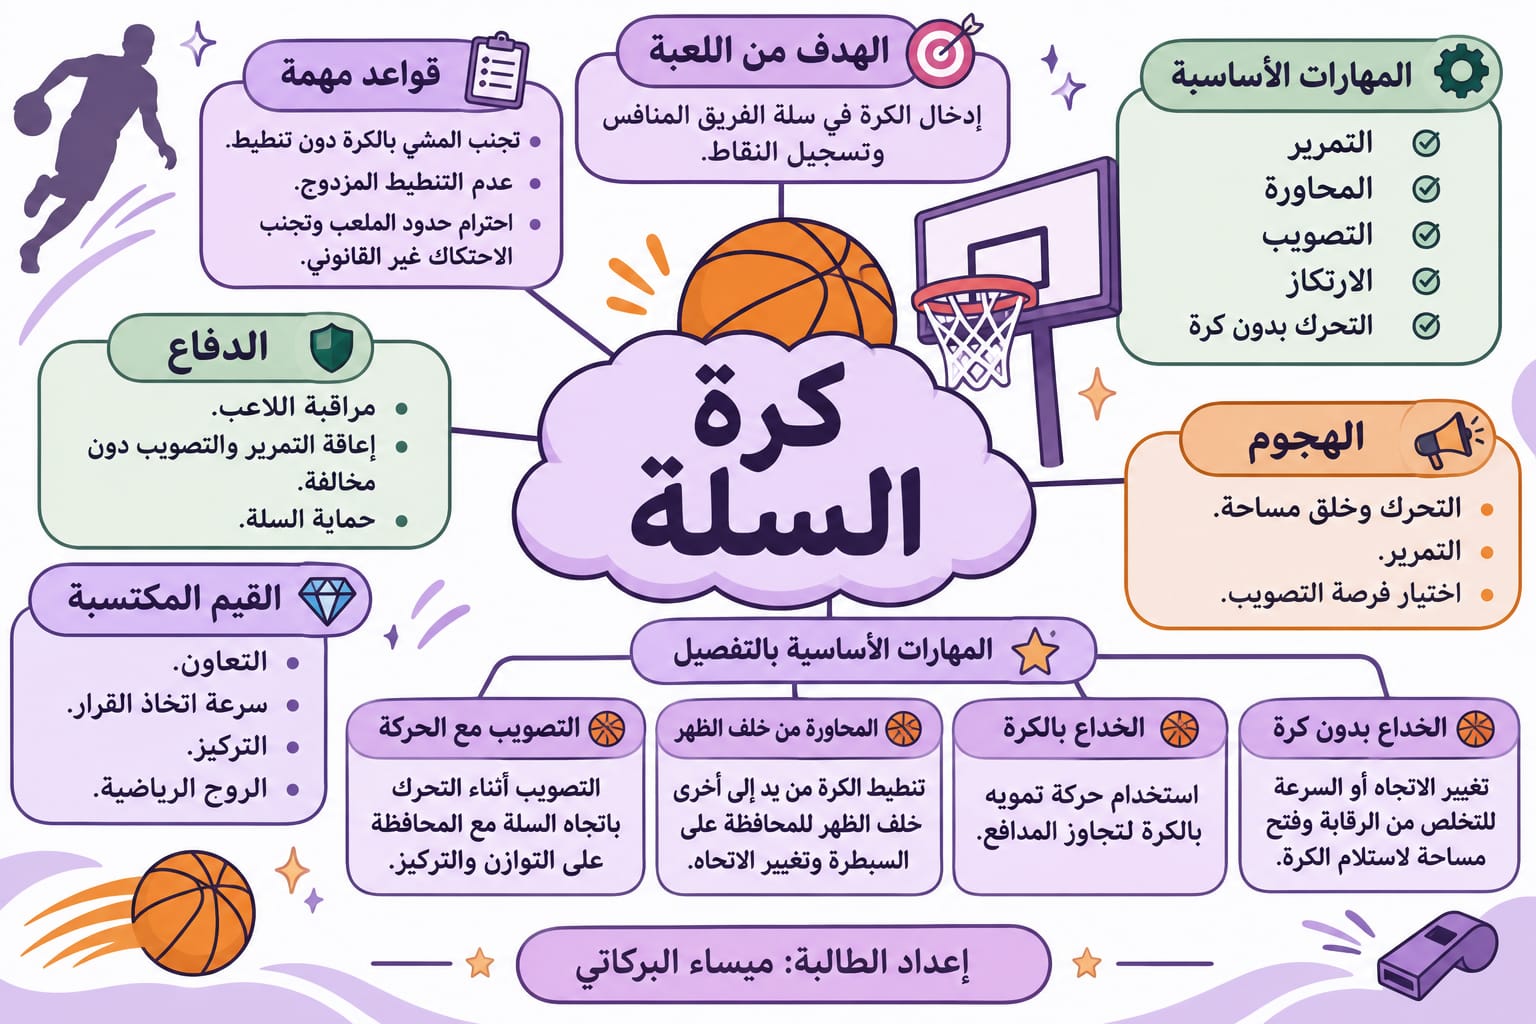 الهدف من اللعبة
إدخال الكرة في سلة الفريق المنافس
وتسجيل النقاط.
المهارات الأساسية
التمرير
المحاورة
التصويب
الارتكاز
التحرك بدون كرة
قواعد مهمة
تجنب المشي بالكرة دون تنطيط.
عدم التنطيط المزدوج.
احترام حدود الملعب وتجنب
الاحتكاك غير القانوني.
كرة
السلة
الهجوم
التحرك وخلق مساحة.
التمرير.
اختيار فرصة التصويب.
الدفاع
مراقبة اللاعب.
إعاقة التمرير والتصويب دون
مخالفة.
حماية السلة.
القيم المكتسبة
التعاون.
سرعة اتخاذ القرار.
التركيز.
الروح الرياضية.
المهارات الأساسية بالتفصيل
الخداع بدون كرة
تغيير الاتجاه أو السرعة
للتخلص من الرقابة وفتح
مساحة لاستلام الكرة.
الخداع بالكرة
استخدام حركة تمويه
بالكرة لتجاوز المدافع.
المحاورة من خلف الظهر
تنطيط الكرة من يد إلى أخرى
خلف الظهر للمحافظة على
السيطرة وتغيير الاتجاه.
التصويب مع الحركة
التصويب أثناء التحرك
باتجاه السلة مع المحافظة
على التوازن والتركيز.
إعداد الطالبة: ميساء البركاتي